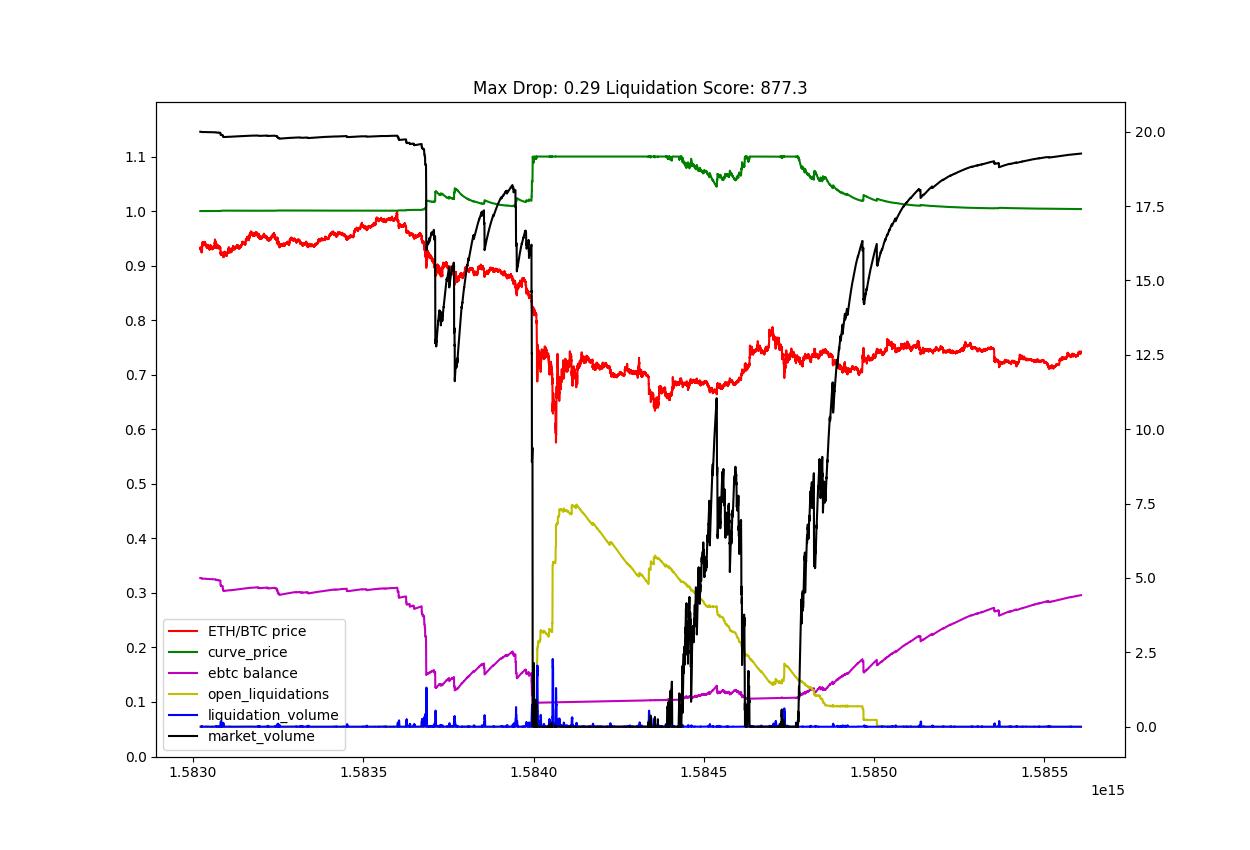 Max Drop: 0.29 Liquidation Score: 877.3
1.1
1.0
0.9
0.8
0.7
0.6
0.5
0.4
0.3
0.2
0.1
0.0
20.0
17.5
15.0
12.5
10.0
7.5
5.0
2.5
0.0
ETH/BTC price
curve_price
ebtc balance
open_liquidations
liquidation_volume
market_volume
1.5830 1.5835 1.5840 1.5845 1.5850 1.5855
1e15